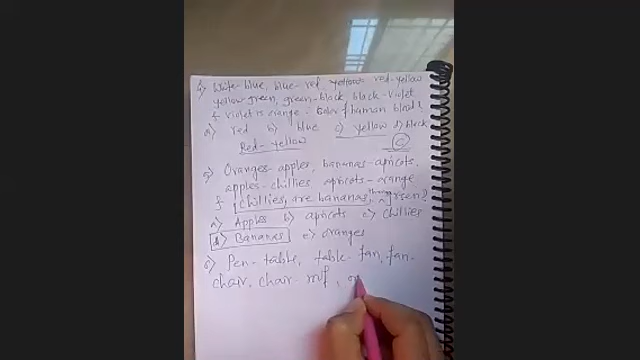 4) White-blue, blue-red, yellow red-yellow
yellow green, green-black, black-violet
& violet is orange. Color of human blood?
a) red b) blue c) yellow d) black
Red-yellow c
5) Oranges-apples, bananas-apricots,
apples-chillies apricots-orange
& chillies are bananas, then green?
a) Apples b) apricots c) chillies
d) Bananas e) oranges
6) Pen-table, table-fan, fan-
chair, chair-roof,